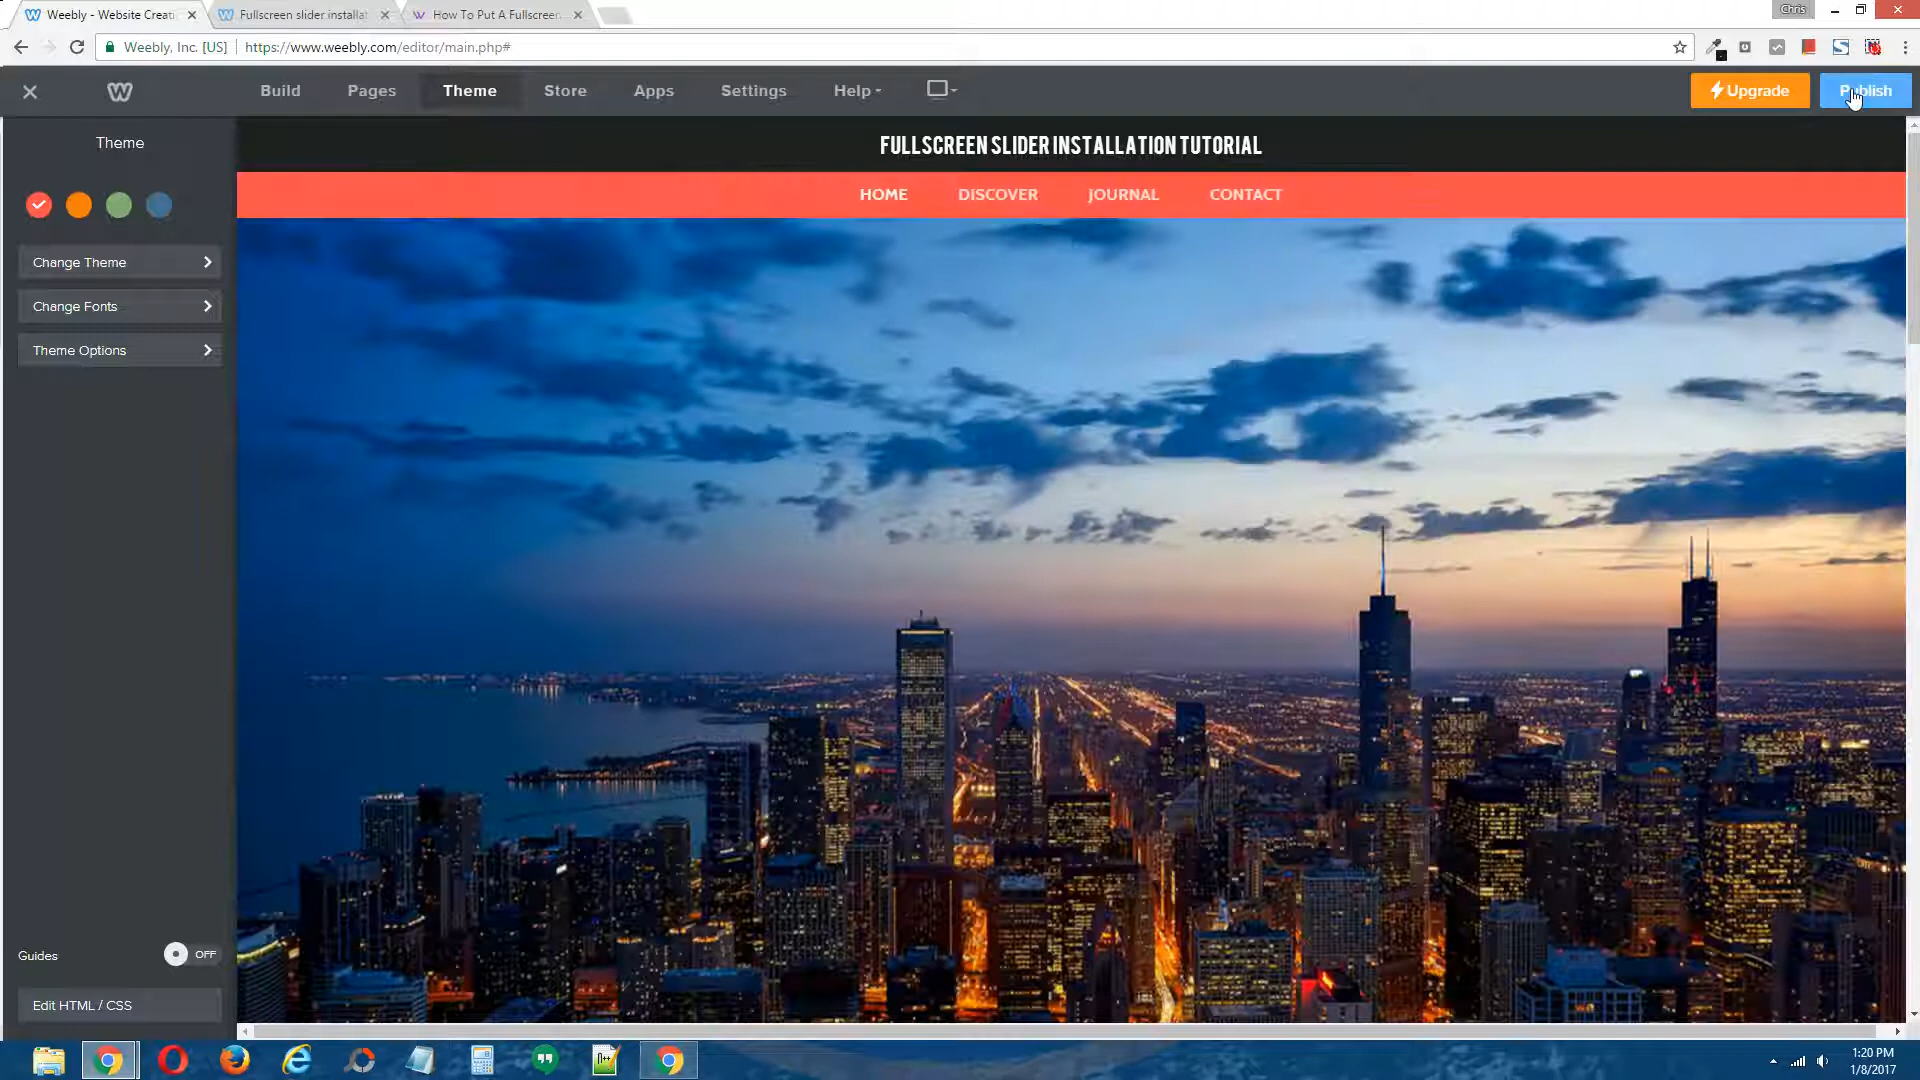 Weebly - Website Creati
Fullscreen slider installat
How To Put A Fullscreen
Chris
Weebly, Inc. [US]
https://www.weebly.com/editor/main.php#
Build
Pages
Theme
Store
Apps
Settings
Help
Upgrade
Publish
Theme
FULLSCREEN SLIDER INSTALLATION TUTORIAL
HOME
DISCOVER
JOURNAL
CONTACT
Change Theme
Change Fonts
Theme Options
Guides
OFF
Edit HTML / CSS
1:20 PM
1/8/2017